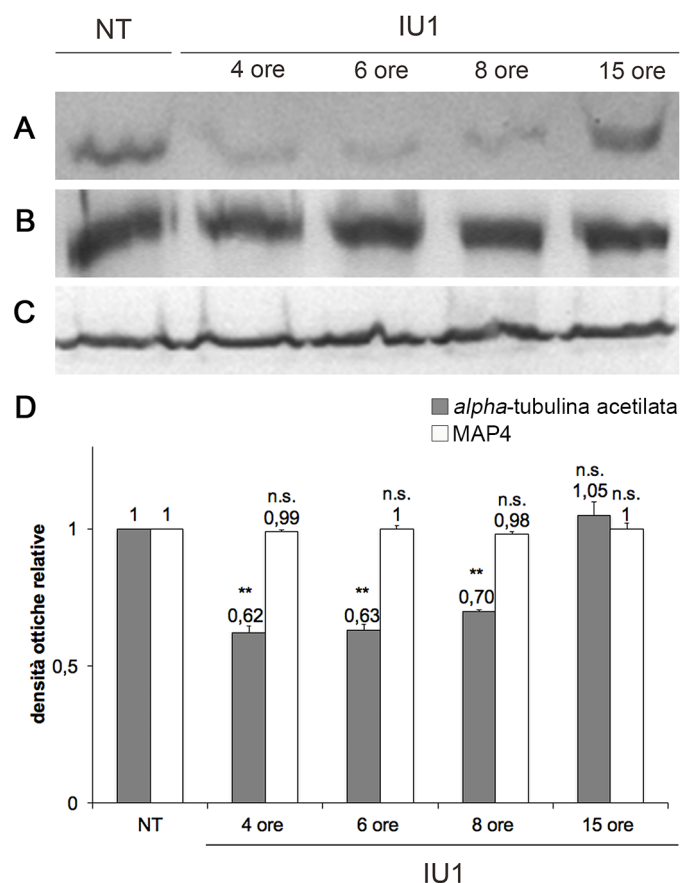 NT
IU1
4 ore 6 ore 8 ore 15 ore
A
B
C
D
alpha-tubulina acetilata
MAP4
densità ottiche relative
1
0,5
0
1 1
**
0,62
n.s.
0,99
**
0,63
n.s.
1
**
0,70
n.s.
0,98
n.s.
1,05
n.s.
1
NT 4 ore 6 ore 8 ore 15 ore
IU1